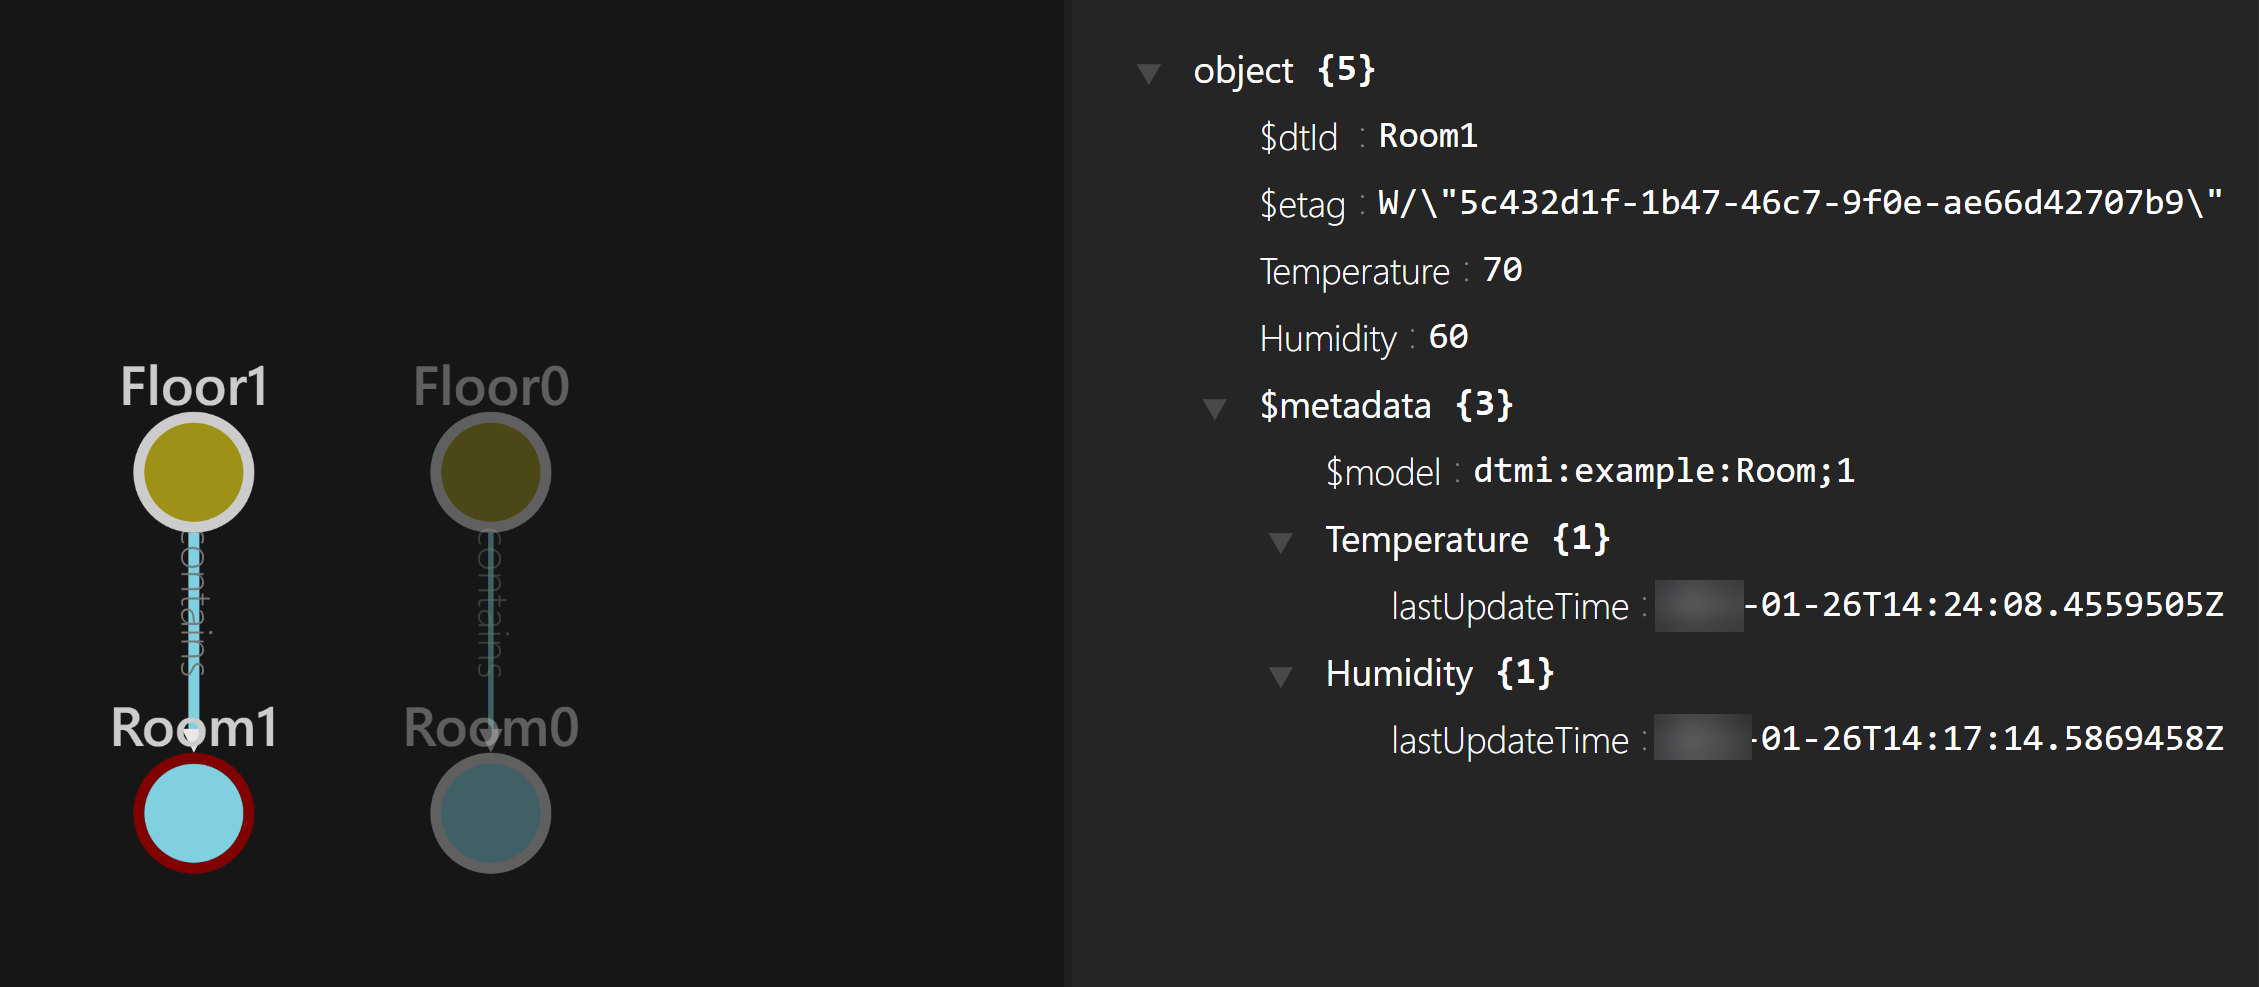 Floor1
Floor0
contains
contains
Room1
Room0
object {5}
$dtId : Room1
$etag : W/\"5c432d1f-1b47-46c7-9f0e-ae66d42707b9\"
Temperature : 70
Humidity : 60
$metadata {3}
$model : dtmi:example:Room;1
Temperature {1}
lastUpdateTime : -01-26T14:24:08.4559505Z
Humidity {1}
lastUpdateTime : -01-26T14:17:14.5869458Z